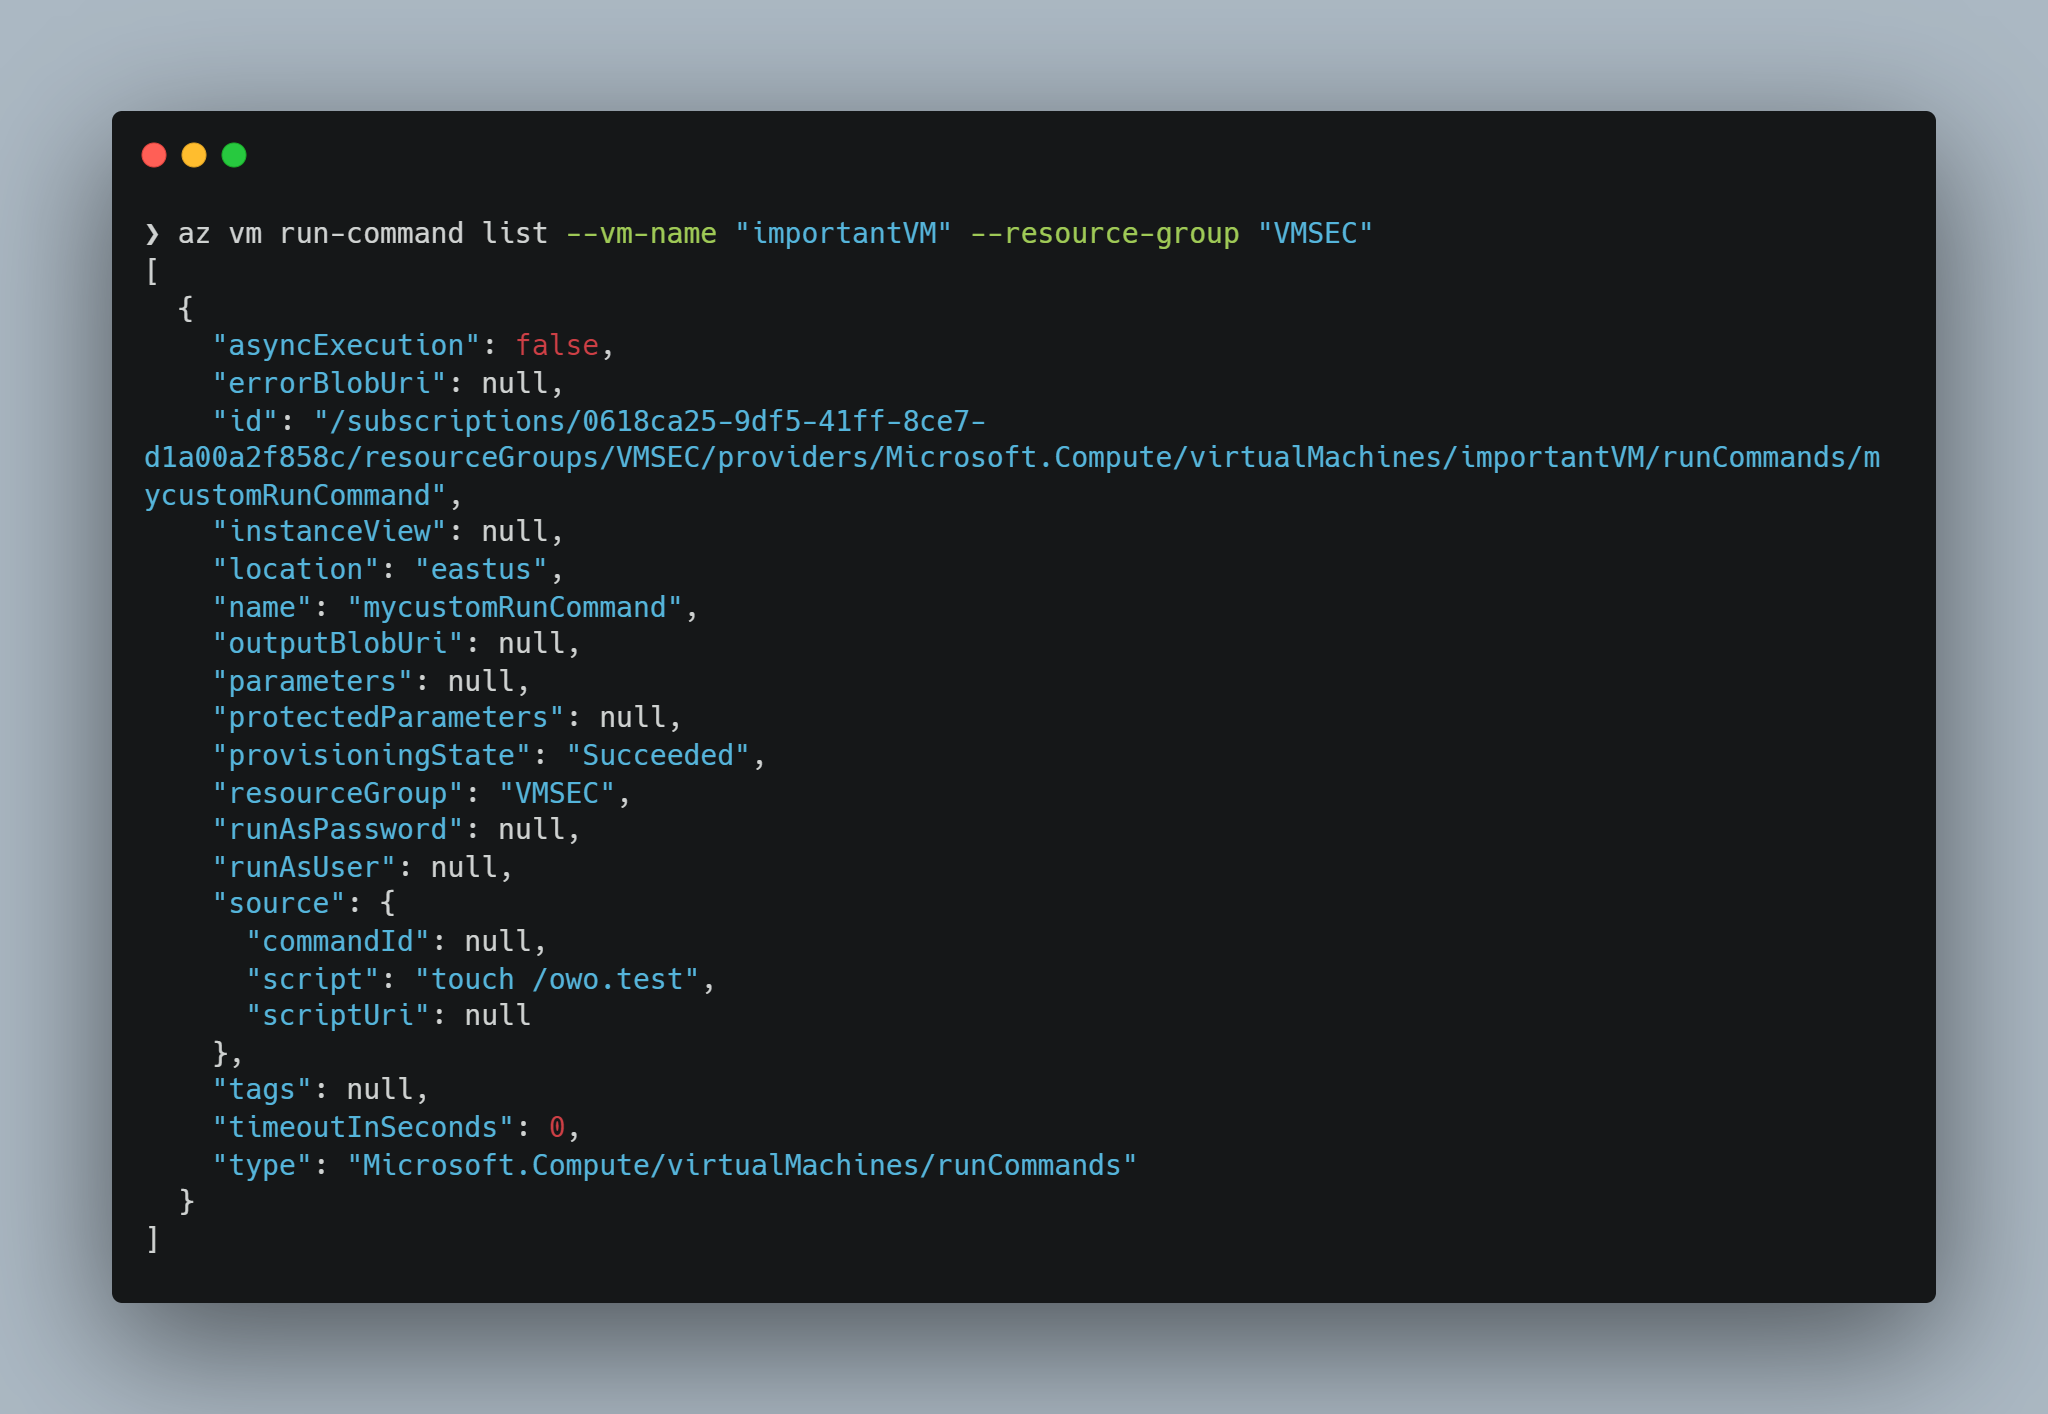 ❯ az vm run-command list --vm-name "importantVM" --resource-group "VMSEC"
[
  {
    "asyncExecution": false,
    "errorBlobUri": null,
    "id": "/subscriptions/0618ca25-9df5-41ff-8ce7-
d1a00a2f858c/resourceGroups/VMSEC/providers/Microsoft.Compute/virtualMachines/importantVM/runCommands/m
ycustomRunCommand",
    "instanceView": null,
    "location": "eastus",
    "name": "mycustomRunCommand",
    "outputBlobUri": null,
    "parameters": null,
    "protectedParameters": null,
    "provisioningState": "Succeeded",
    "resourceGroup": "VMSEC",
    "runAsPassword": null,
    "runAsUser": null,
    "source": {
      "commandId": null,
      "script": "touch /owo.test",
      "scriptUri": null
    },
    "tags": null,
    "timeoutInSeconds": 0,
    "type": "Microsoft.Compute/virtualMachines/runCommands"
  }
]